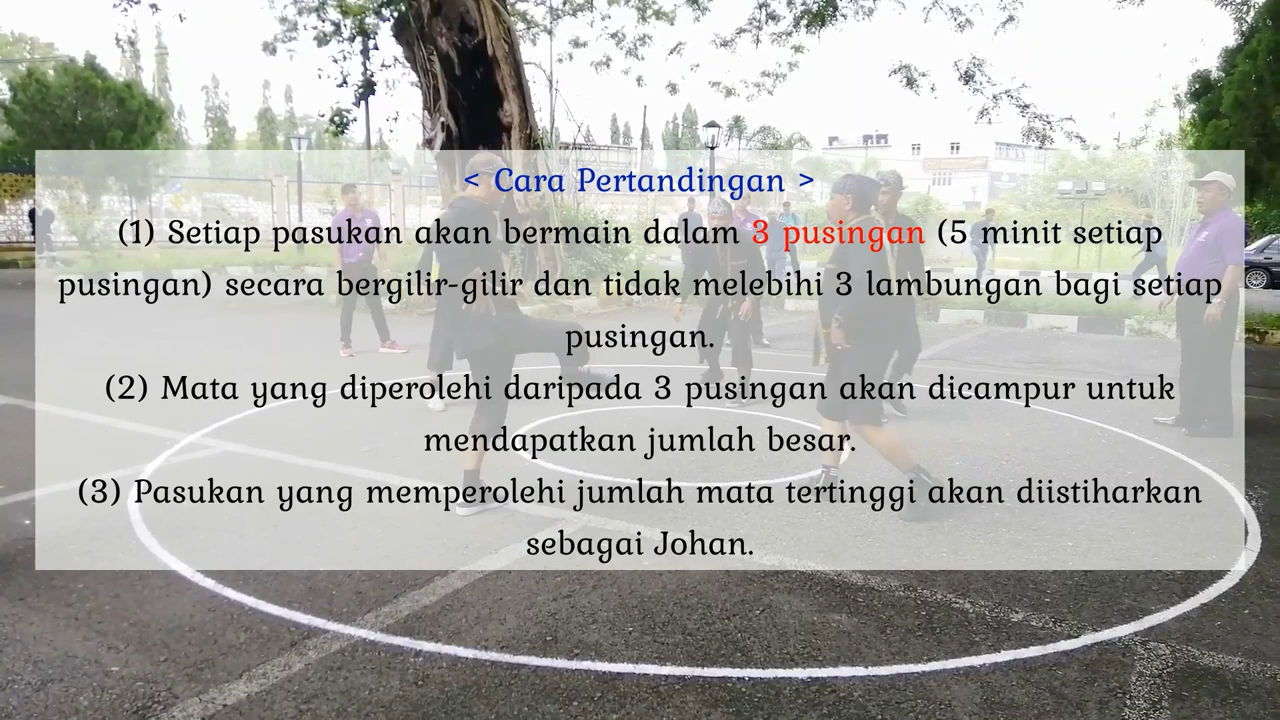 < Cara Pertandingan >
(1) Setiap pasukan akan bermain dalam 3 pusingan (5 minit setiap
pusingan) secara bergilir-gilir dan tidak melebihi 3 lambungan bagi setiap
pusingan.
(2) Mata yang diperolehi daripada 3 pusingan akan dicampur untuk
mendapatkan jumlah besar.
(3) Pasukan yang memperolehi jumlah mata tertinggi akan diistiharkan
sebagai Johan.